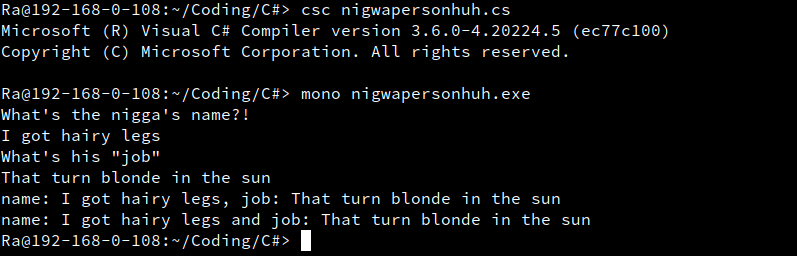 Ra@192-168-0-108:~/Coding/C#> csc nigwapersonhuh.cs
Microsoft (R) Visual C# Compiler version 3.6.0-4.20224.5 (ec77c100)
Copyright (C) Microsoft Corporation. All rights reserved.
Ra@192-168-0-108:~/Coding/C#> mono nigwapersonhuh.exe
What's the nigga's name?!
I got hairy legs
What's his "job"
That turn blonde in the sun
name: I got hairy legs, job: That turn blonde in the sun
name: I got hairy legs and job: That turn blonde in the sun
Ra@192-168-0-108:~/Coding/C#>